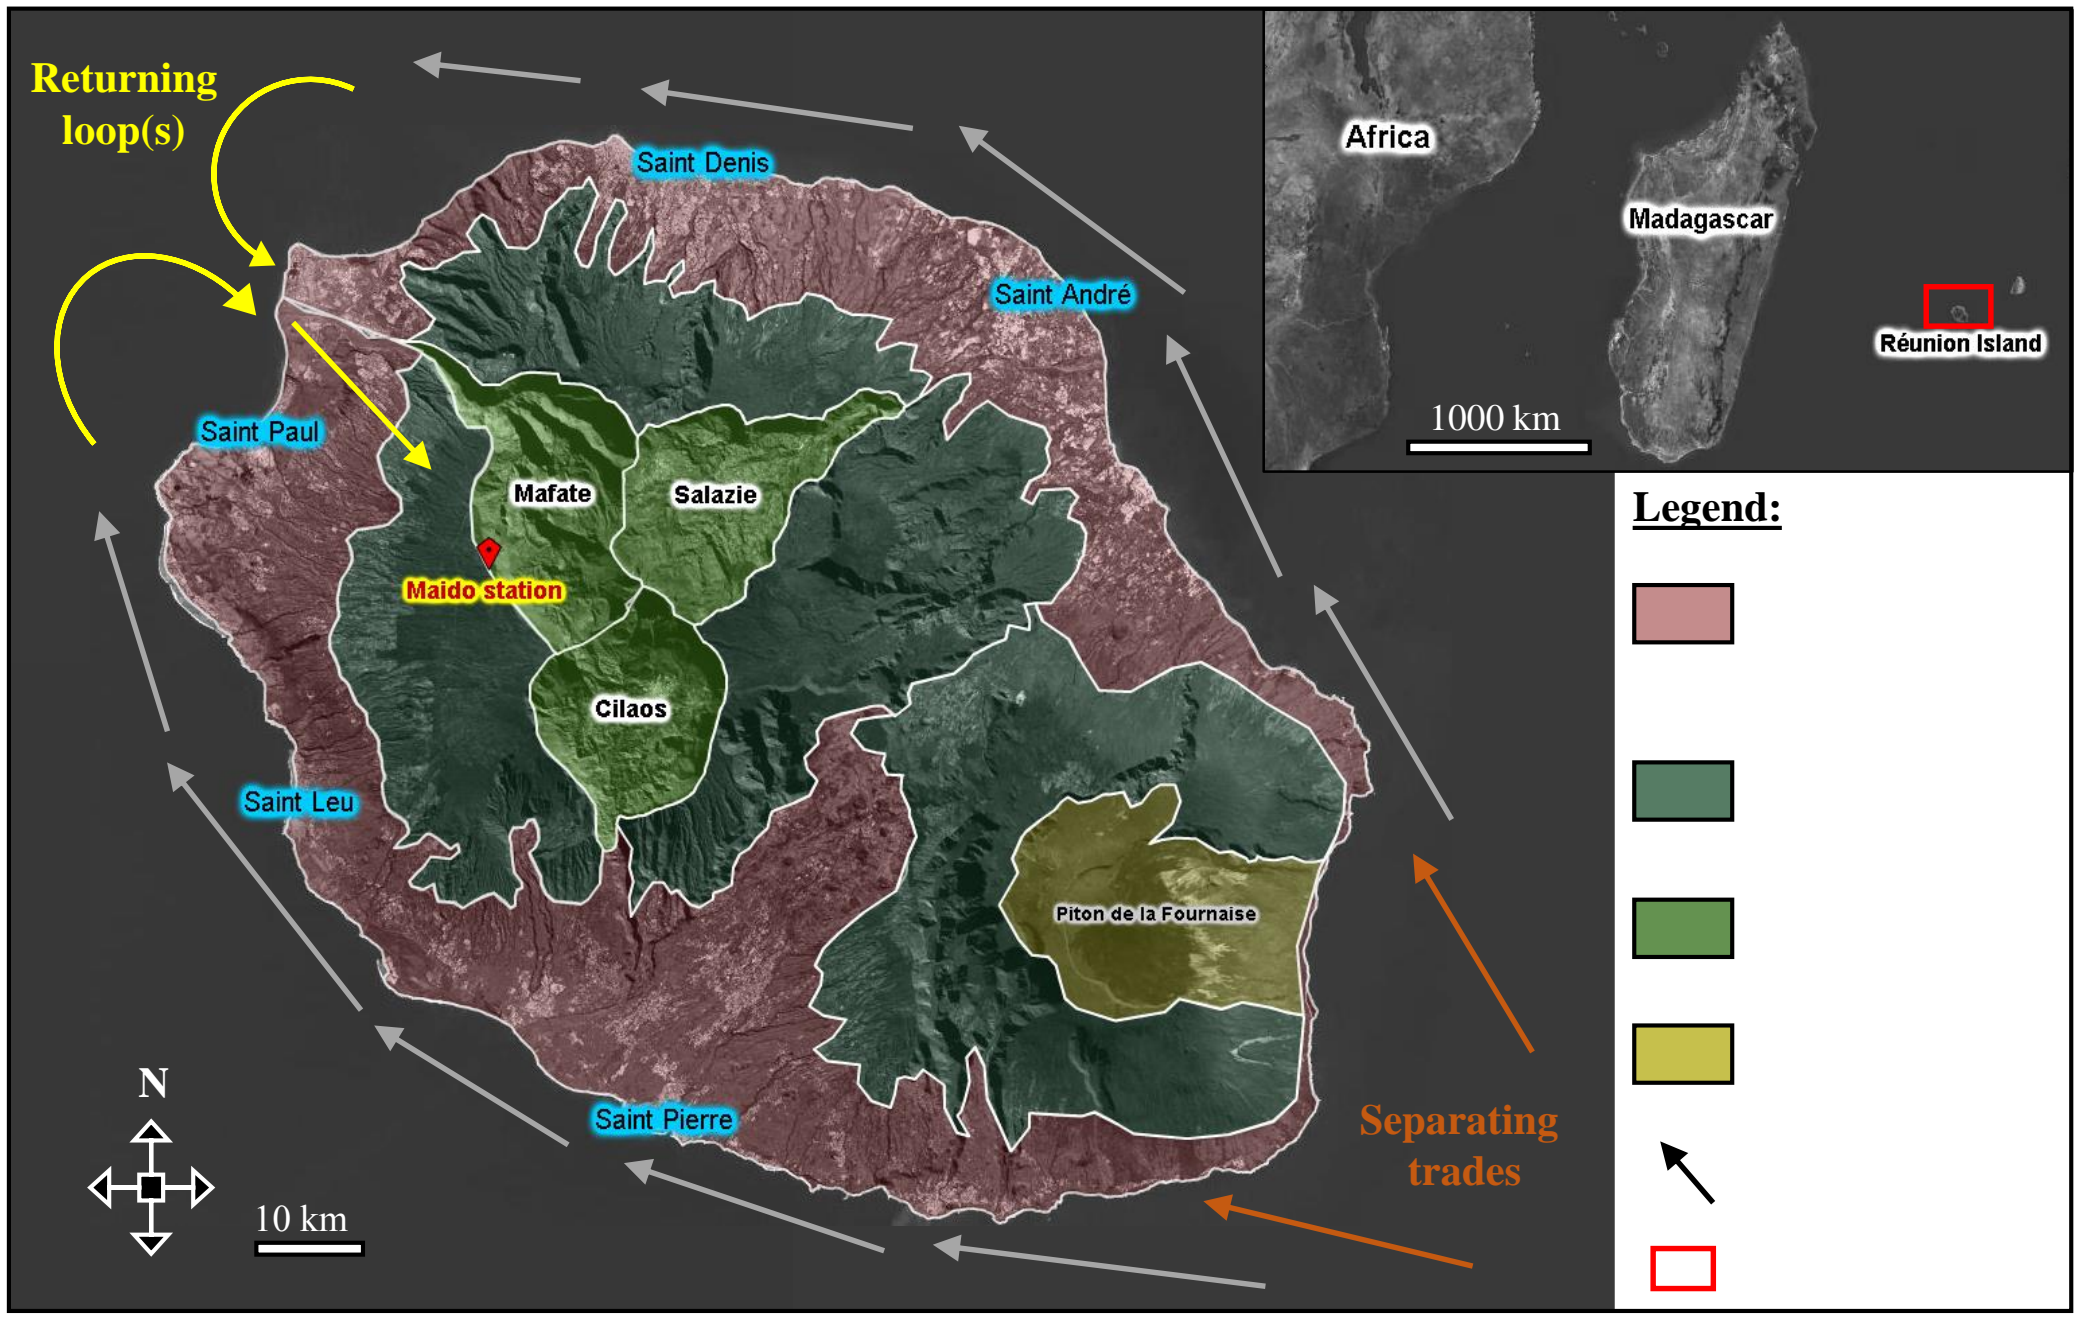 Returning
loop(s)
Saint Denis
Saint André
Saint Paul
Mafate
Salazie
Maido station
Cilaos
Saint Leu
Piton de la Fournaise
Saint Pierre
Separating
trades
N
10 km
Africa
Madagascar
Réunion Island
1000 km
Legend: